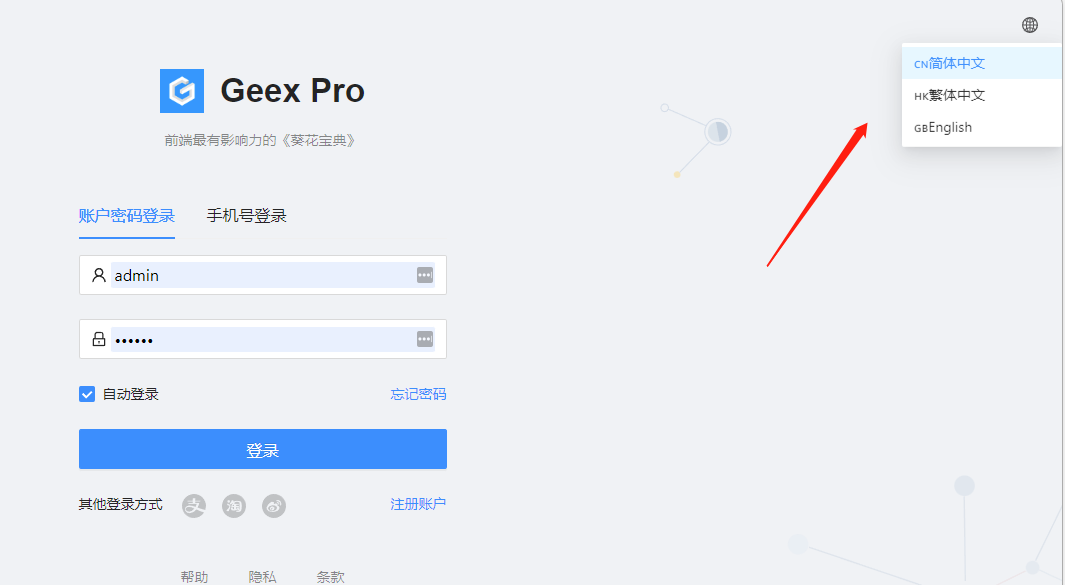 CN简体中文
HK繁体中文
GBEnglish
Geex Pro
前端最有影响力的《葵花宝典》
账户密码登录 手机号登录
admin
••••••
自动登录 忘记密码
登录
其他登录方式 支 淘 注册账户
帮助 隐私 条款